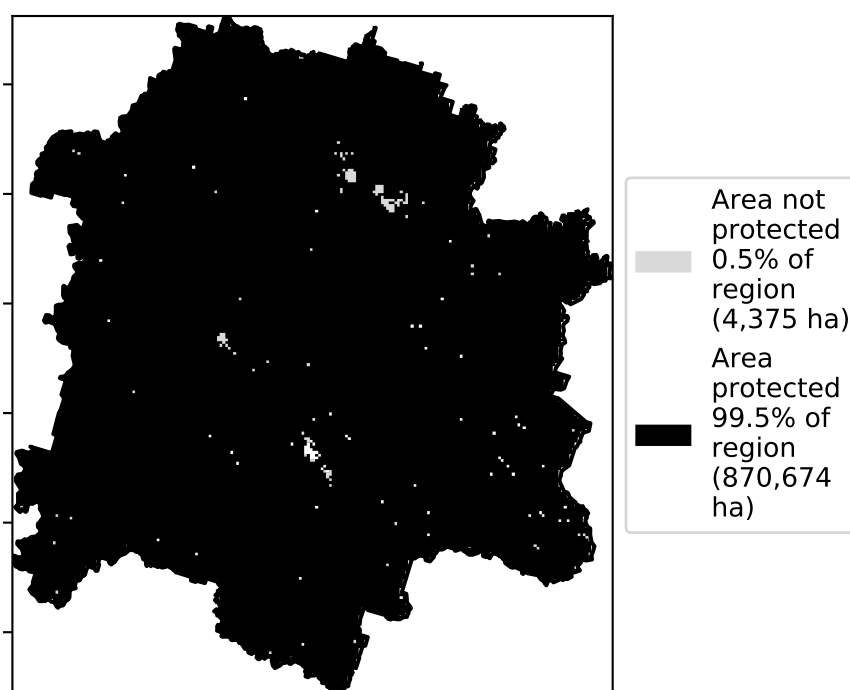 Area not
protected
0.5% of
region
(4,375 ha)
Area
protected
99.5% of
region
(870,674
ha)